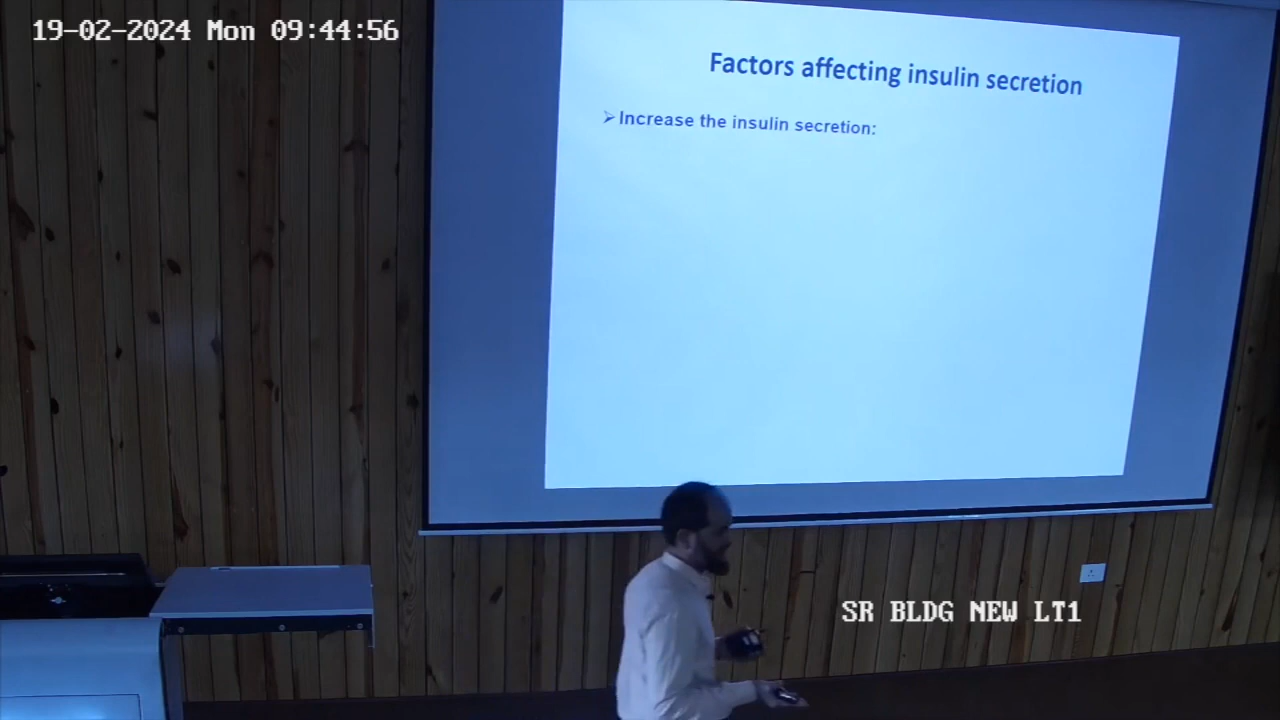 19-02-2024 Mon 09:44:56
Factors affecting insulin secretion
➢Increase the insulin secretion:
SR BLDG NEW LT1